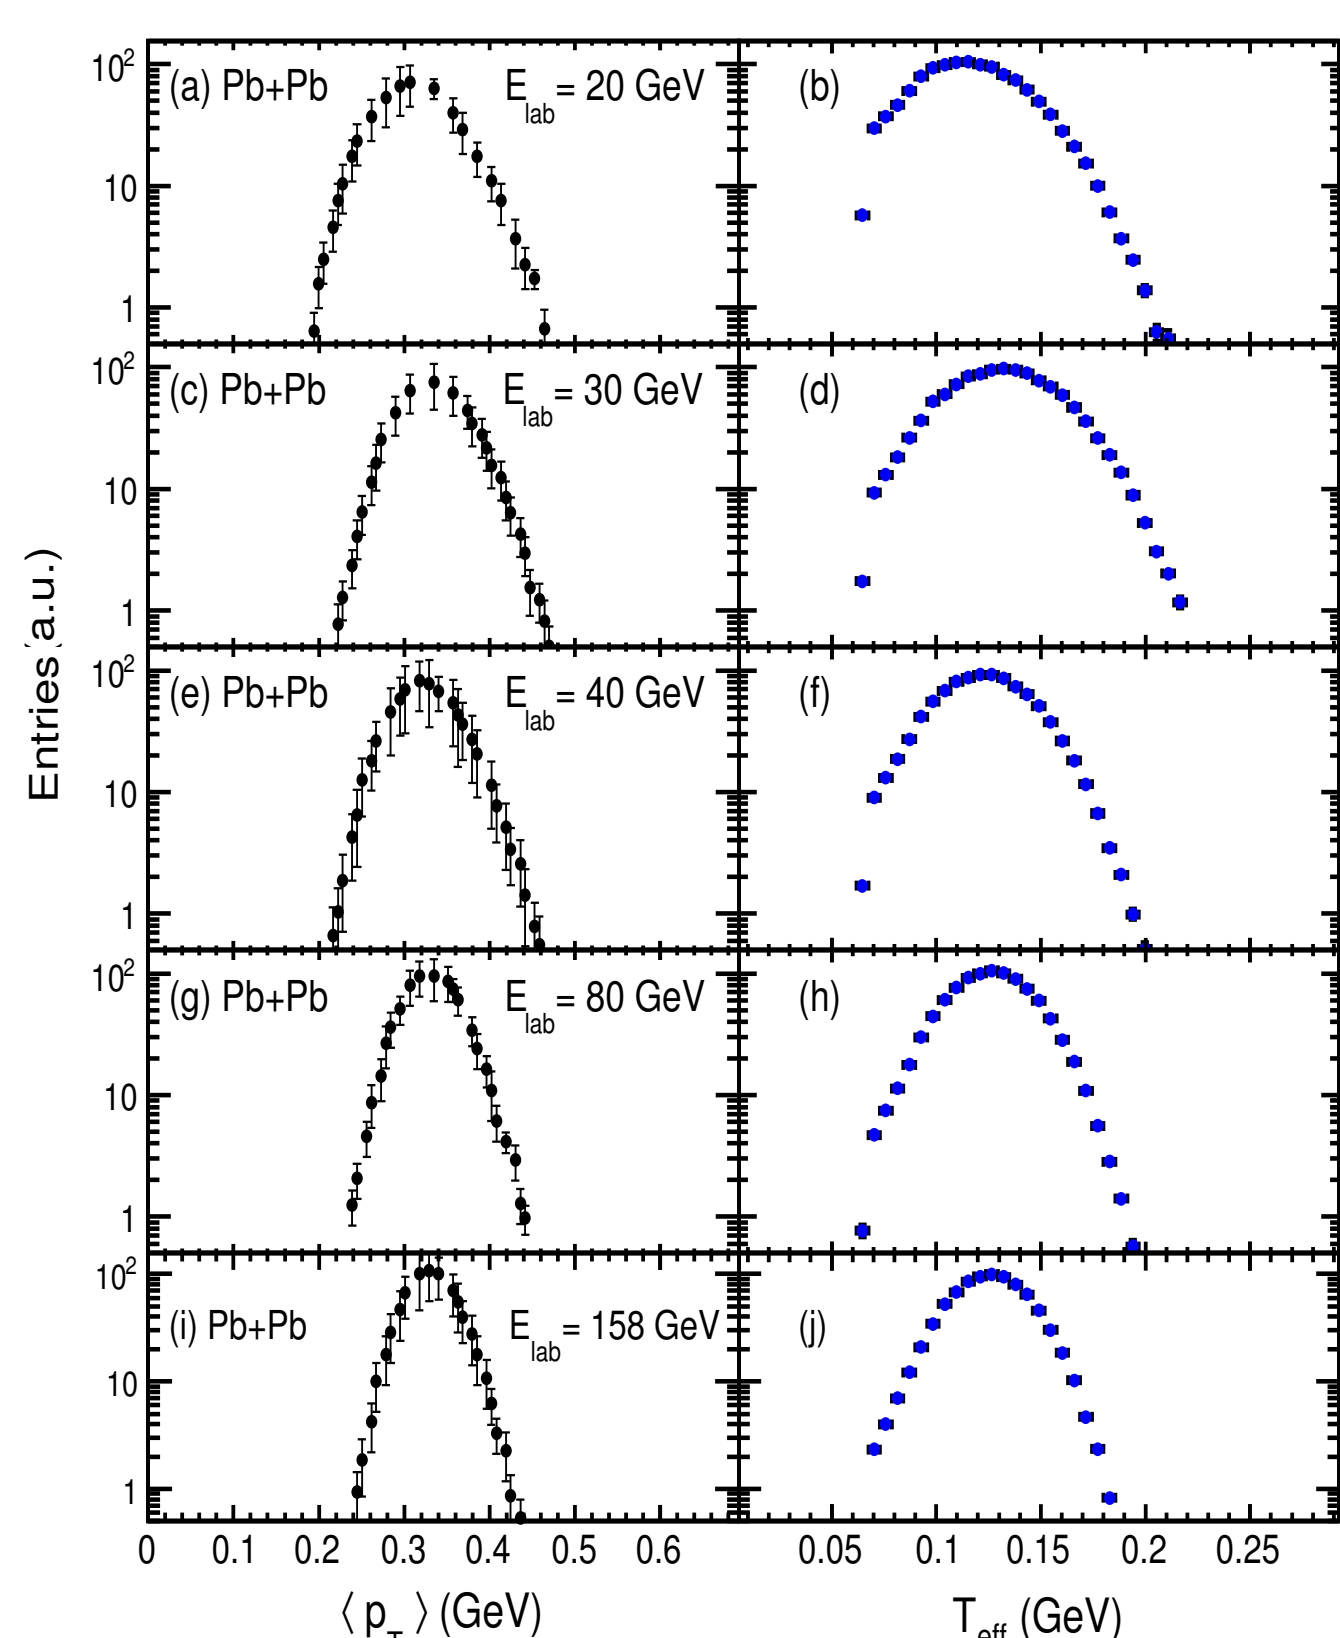 10²
(a) Pb+Pb E_lab = 20 GeV (b)
10
1
10²
(c) Pb+Pb E_lab = 30 GeV (d)
10
1
Entries (a.u.)
10²
(e) Pb+Pb E_lab = 40 GeV (f)
10
1
10²
(g) Pb+Pb E_lab = 80 GeV (h)
10
1
10²
(i) Pb+Pb E_lab = 158 GeV (j)
10
1
0 0.1 0.2 0.3 0.4 0.5 0.6 0.05 0.1 0.15 0.2 0.25
⟨ p_T ⟩ (GeV) T_eff (GeV)